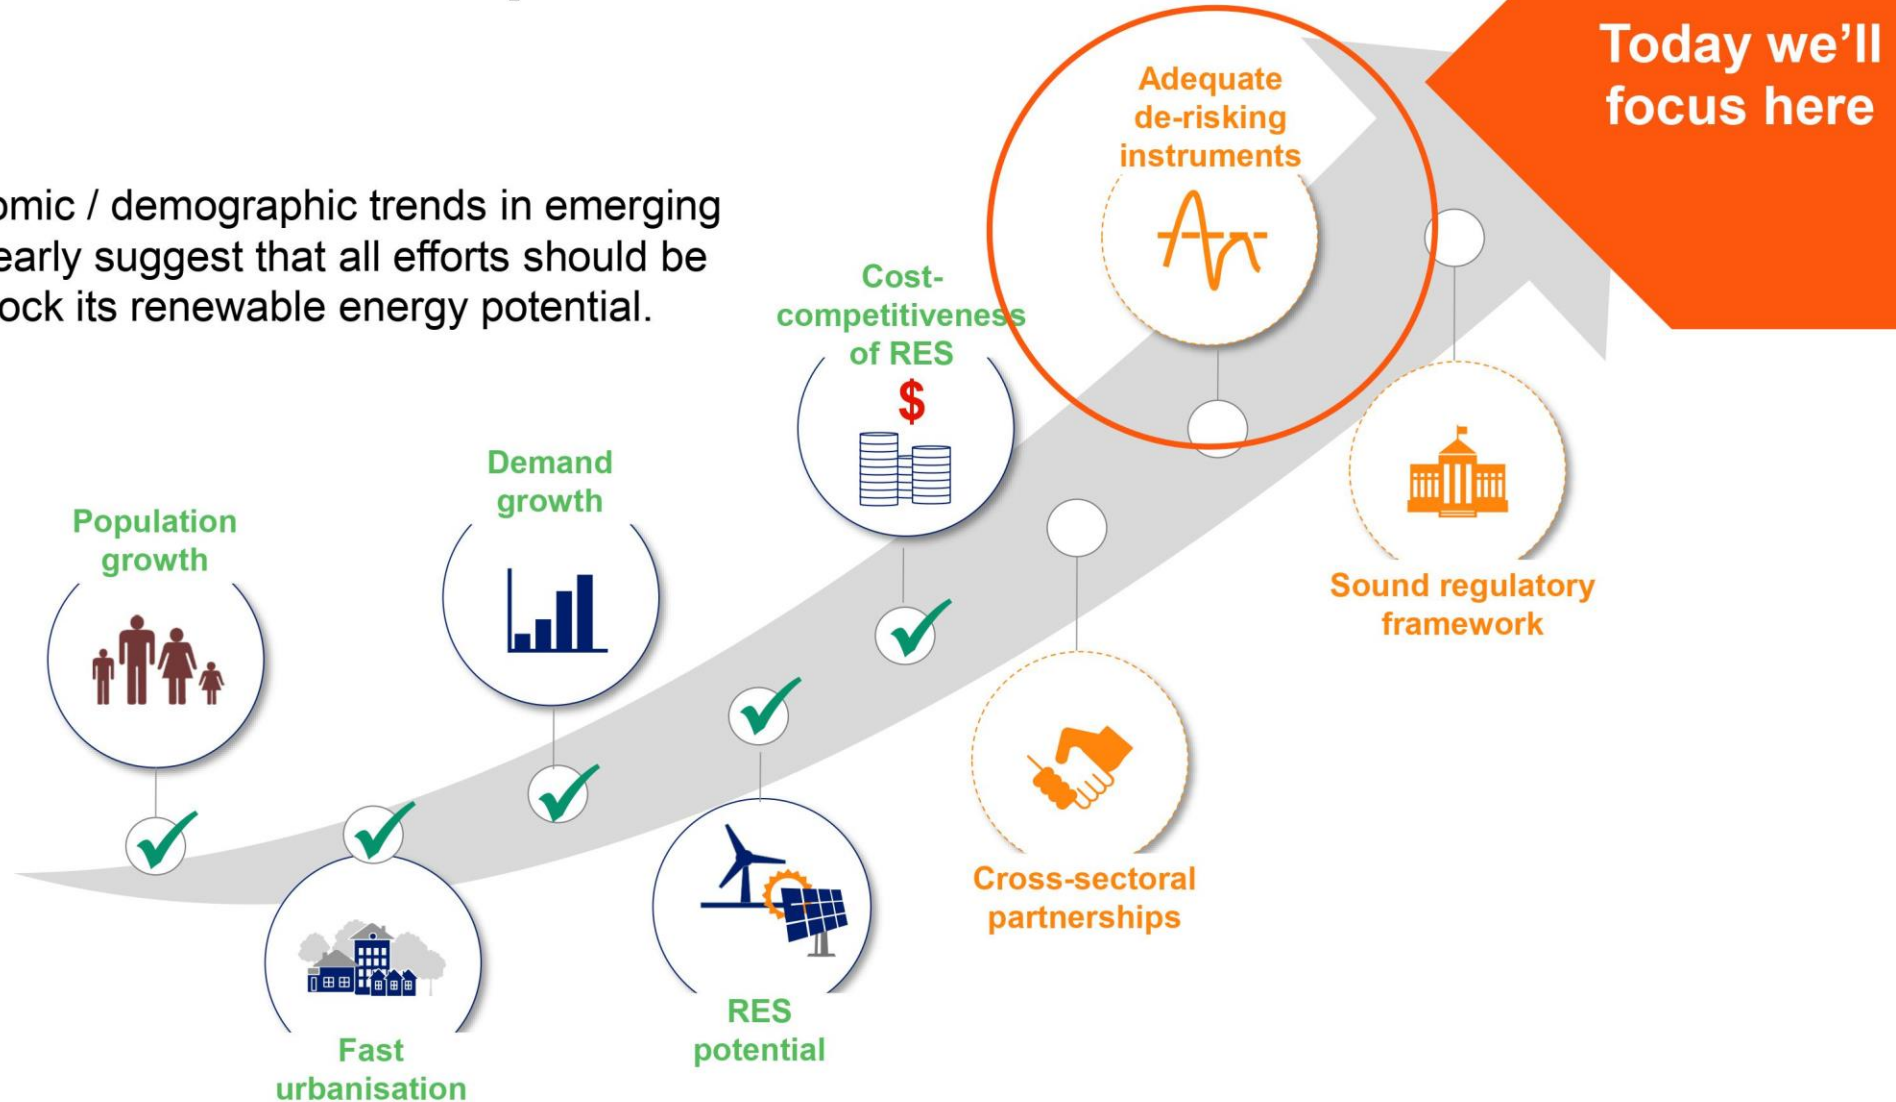 Today we'll
focus here
omic / demographic trends in emerging
early suggest that all efforts should be
ock its renewable energy potential.
Adequate
de-risking
instruments
Cost-
competitiveness
of RES
$
Demand
growth
Population
growth
Sound regulatory
framework
Cross-sectoral
partnerships
RES
potential
Fast
urbanisation